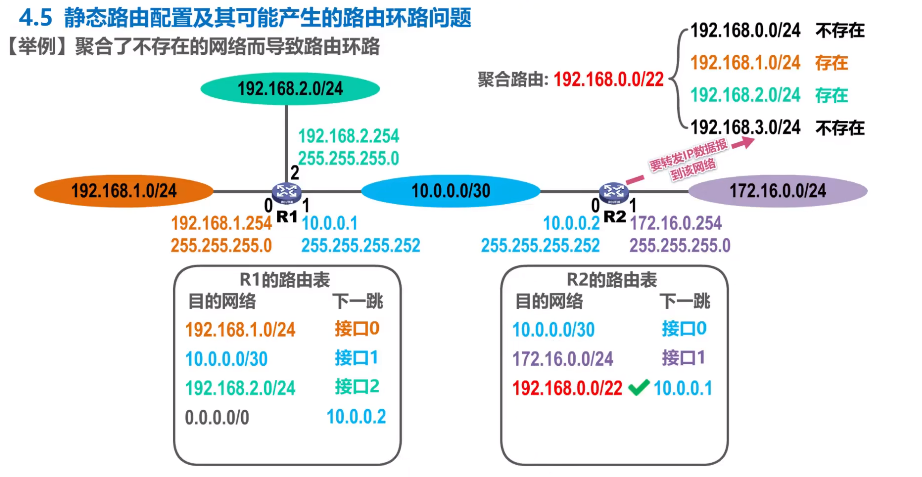 4.5 静态路由配置及其可能产生的路由环路问题
【举例】聚合了不存在的网络而导致路由环路
聚合路由: 192.168.0.0/22
192.168.0.0/24 不存在
192.168.1.0/24 存在
192.168.2.0/24 存在
192.168.3.0/24 不存在
要转发IP数据报
到该网络
192.168.2.0/24
192.168.2.254
255.255.255.0
2
192.168.1.0/24
0
1
R1
10.0.0.0/30
0
1
R2
172.16.0.0/24
192.168.1.254
255.255.255.0
10.0.0.1
255.255.255.252
10.0.0.2
255.255.255.252
172.16.0.254
255.255.255.0
R1的路由表
目的网络 下一跳
192.168.1.0/24 接口0
10.0.0.0/30 接口1
192.168.2.0/24 接口2
0.0.0.0/0 10.0.0.2
R2的路由表
目的网络 下一跳
10.0.0.0/30 接口0
172.16.0.0/24 接口1
192.168.0.0/22 10.0.0.1